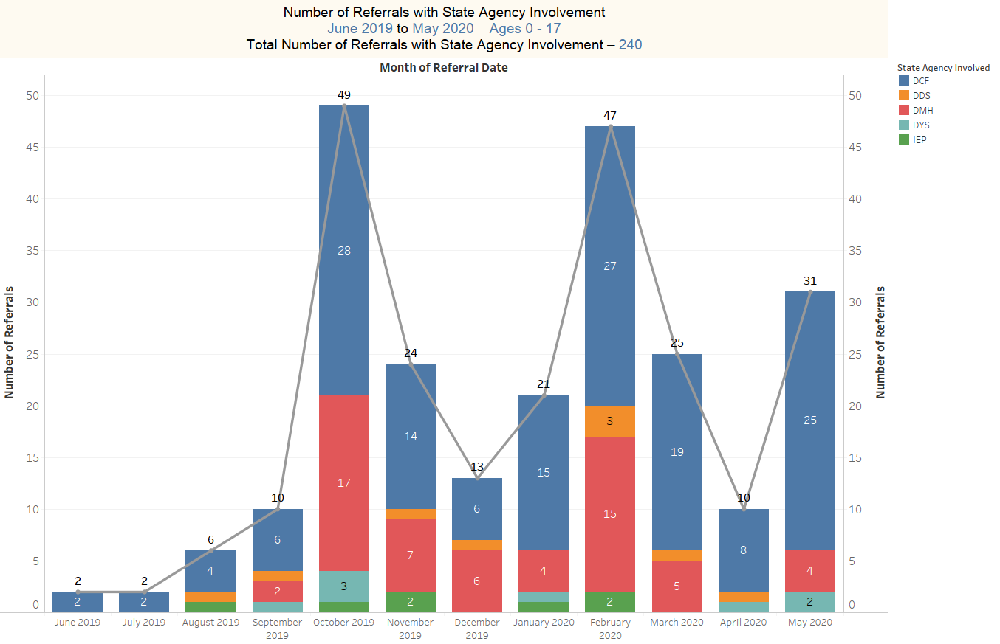 Number of Referrals with State Agency Involvement
June 2019 to May 2020 Ages 0 - 17
Total Number of Referrals with State Agency Involvement – 240
Month of Referral Date
State Agency Involved
DCF
DDS
DMH
DYS
IEP
Number of Referrals
50
45
40
35
30
25
20
15
10
5
0
2
2
2
2
6
4
10
6
2
49
28
17
3
24
14
7
2
13
6
6
21
15
4
47
27
3
15
2
25
19
5
10
8
31
25
4
2
50
45
40
35
30
25
20
15
10
5
0
Number of Referrals
June 2019
July 2019
August 2019
September
2019
October 2019
November
2019
December
2019
January 2020
February
2020
March 2020
April 2020
May 2020